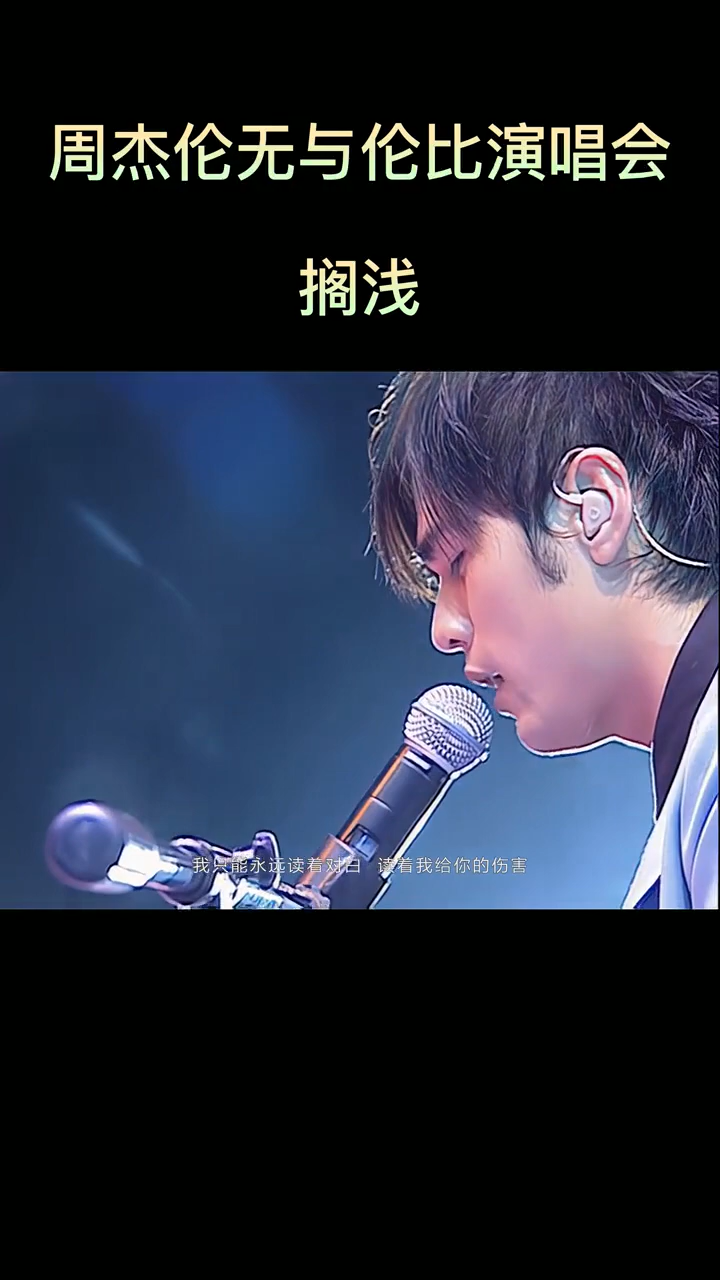 周杰伦无与伦比演唱会
搁浅
我只能永远读着对白 读着我给你的伤害